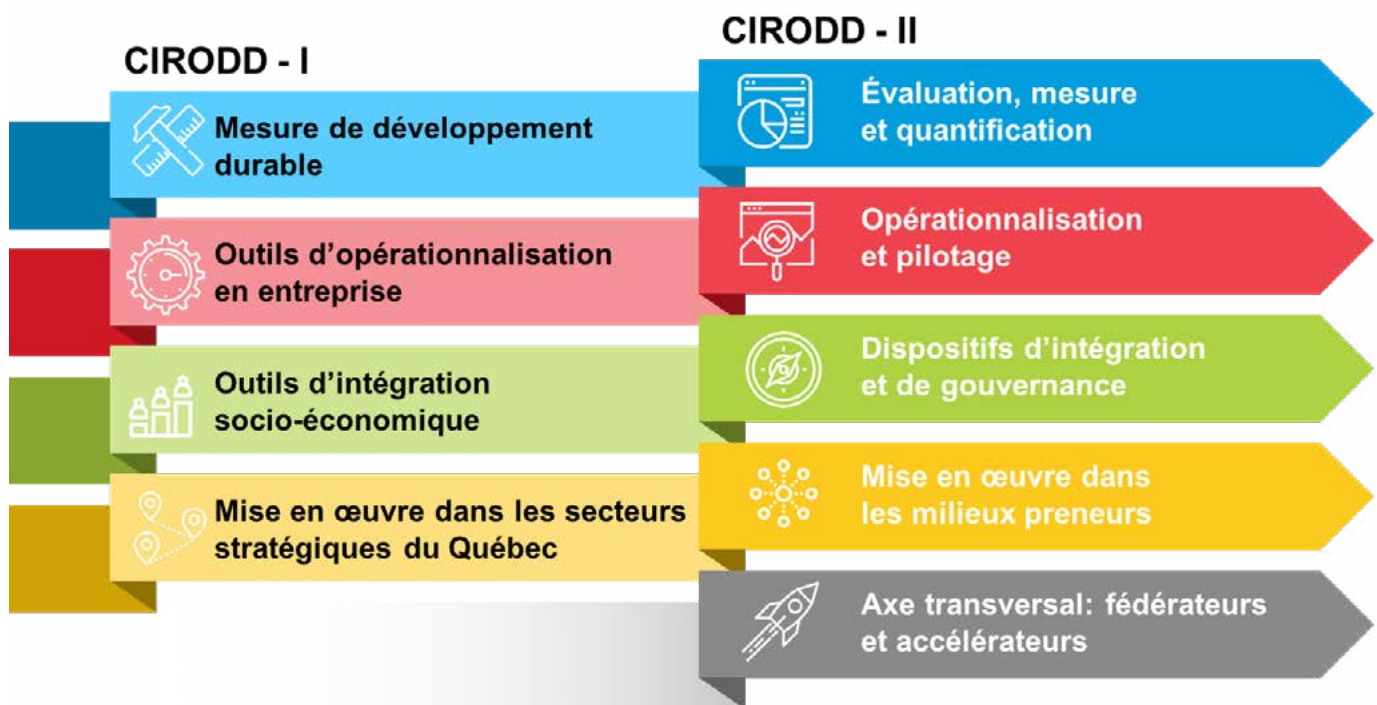 CIRODD - I
Mesure de développement
durable
Outils d’opérationnalisation
en entreprise
Outils d’intégration
socio-économique
Mise en œuvre dans les secteurs
stratégiques du Québec
CIRODD - II
Évaluation, mesure
et quantification
Opérationnalisation
et pilotage
Dispositifs d’intégration
et de gouvernance
Mise en œuvre dans
les milieux preneurs
Axe transversal: fédérateurs
et accélérateurs